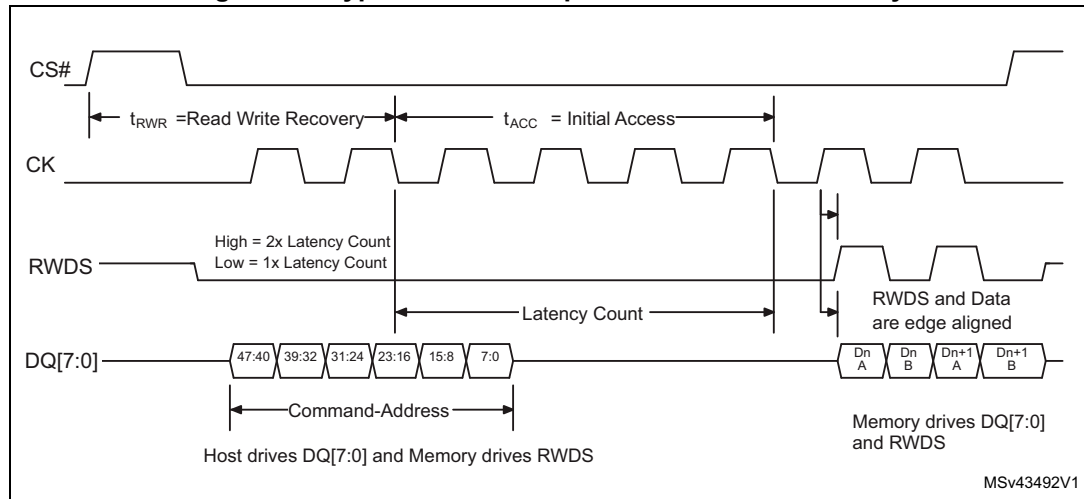 CS#
tRWR =Read Write Recovery
tACC = Initial Access
CK
High = 2x Latency Count
Low = 1x Latency Count
RWDS
Latency Count
RWDS and Data
are edge aligned
DQ[7:0]
47:40 39:32 31:24 23:16 15:8 7:0
Dn Dn Dn+1 Dn+1
A B A B
Command-Address
Memory drives DQ[7:0]
and RWDS
Host drives DQ[7:0] and Memory drives RWDS
MSv43492V1